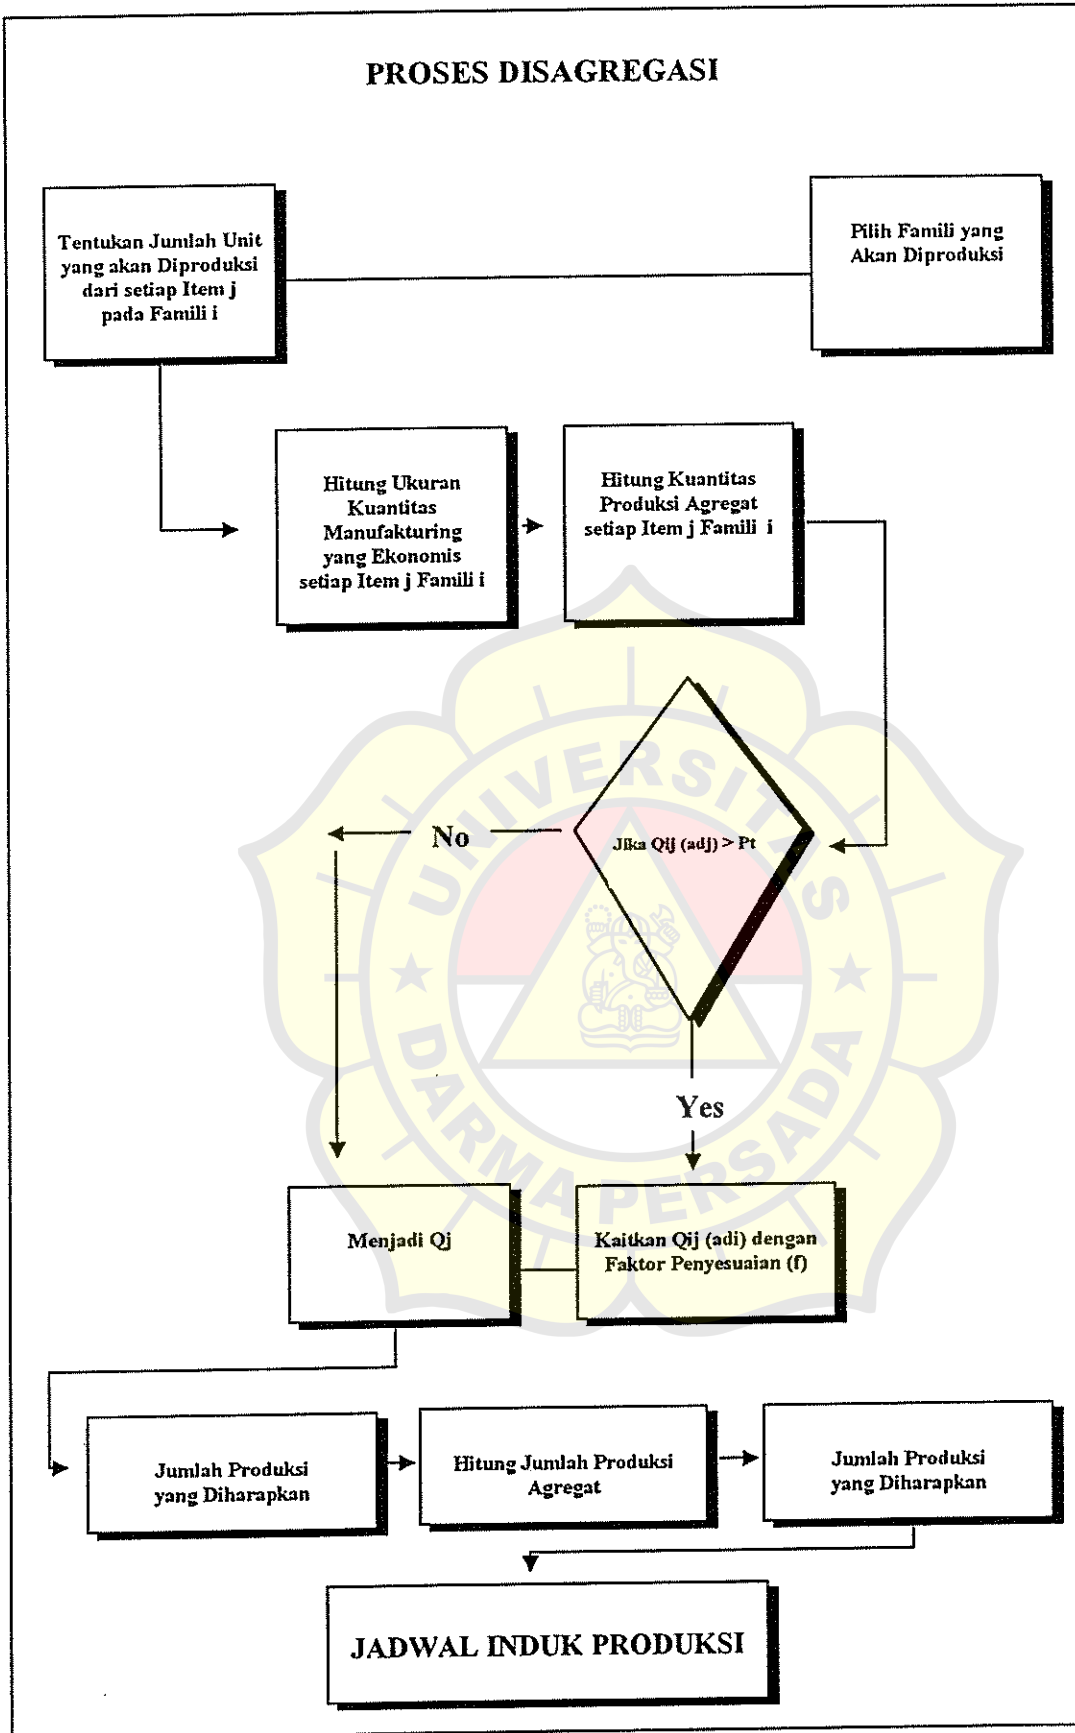 PROSES DISAGREGASI
Tentukan Jumlah Unit
yang akan Diproduksi
dari setiap Item j
pada Famili i
Pilih Famili yang
Akan Diproduksi
Hitung Ukuran
Kuantitas
Manufakturing
yang Ekonomis
setiap Item j Famili i
Hitung Kuantitas
Produksi Agregat
setiap Item j Famili i
Jika Qij (adj) > Pt
No
Yes
UNIVERSITAS
DARMA PERSADA
Menjadi Qj
Kaitkan Qij (adi) dengan
Faktor Penyesuaian (f)
Jumlah Produksi
yang Diharapkan
Hitung Jumlah Produksi
Agregat
Jumlah Produksi
yang Diharapkan
JADWAL INDUK PRODUKSI